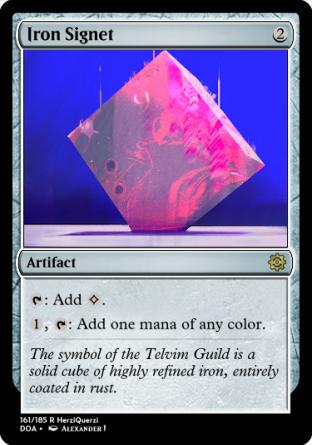 Iron Signet 2
Artifact
: Add .
1, : Add one mana of any color.
The symbol of the Telvim Guild is a
solid cube of highly refined iron, entirely
coated in rust.
161/185 R HerziQuerzi
DOA • ALEXANDER I